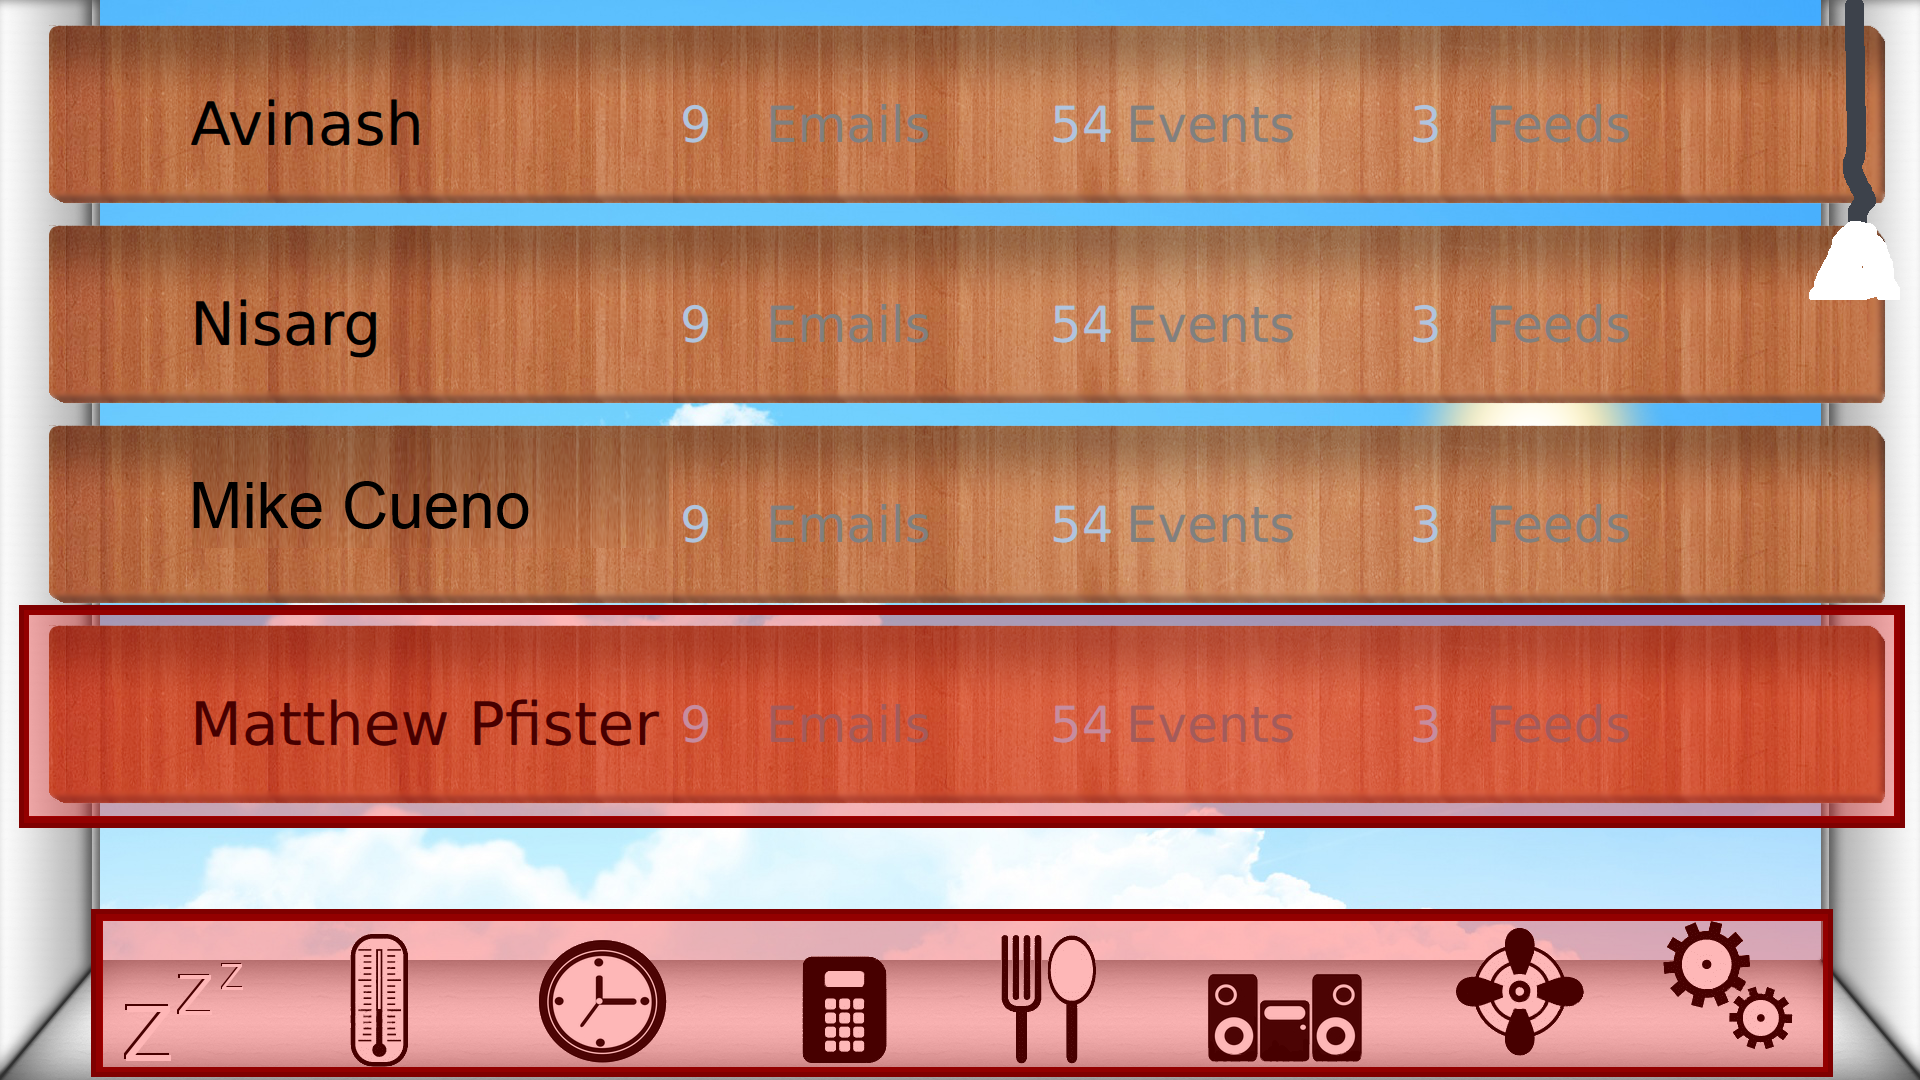 Avinash 9 Emails 54 Events 3 Feeds
Nisarg 9 Emails 54 Events 3 Feeds
Mike Cueno 9 Emails 54 Events 3 Feeds
Matthew Pfister 9 Emails 54 Events 3 Feeds
Z Z Z